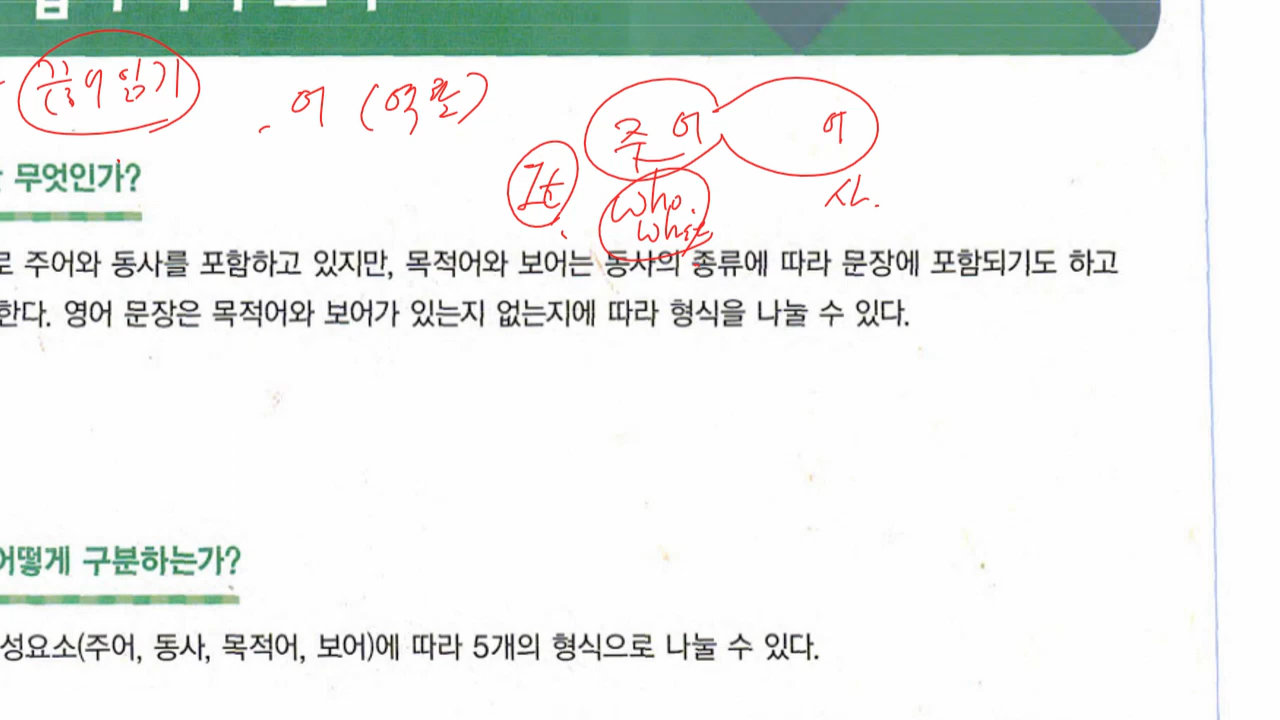 끊어 읽기
어 (역할)
주어 어
It who 사.
what
무엇인가?
로 주어와 동사를 포함하고 있지만, 목적어와 보어는 동사의 종류에 따라 문장에 포함되기도 하고
한다. 영어 문장은 목적어와 보어가 있는지 없는지에 따라 형식을 나눌 수 있다.
어떻게 구분하는가?
성요소(주어, 동사, 목적어, 보어)에 따라 5개의 형식으로 나눌 수 있다.